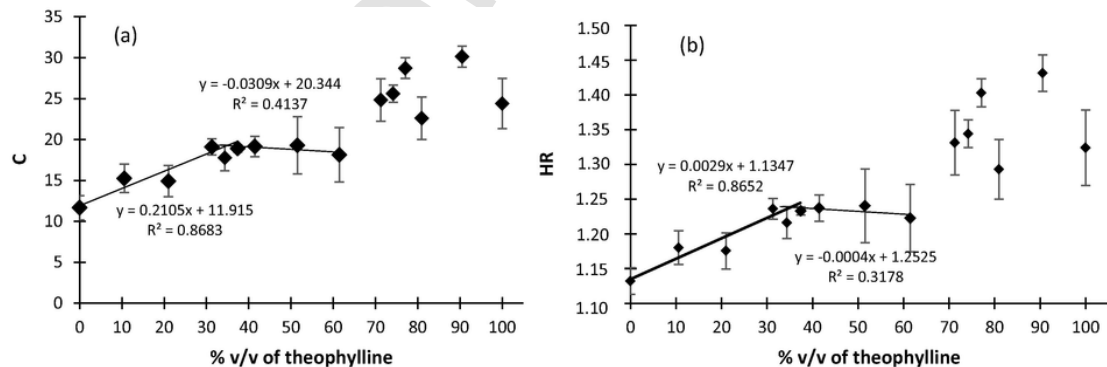 (a)
35
30
25
20
15
10
5
0
C
y = -0.0309x + 20.344
R² = 0.4137
y = 0.2105x + 11.915
R² = 0.8683
0 10 20 30 40 50 60 70 80 90 100
% v/v of theophylline
(b)
1.50
1.45
1.40
1.35
1.30
1.25
1.20
1.15
1.10
HR
y = 0.0029x + 1.1347
R² = 0.8652
y = -0.0004x + 1.2525
R² = 0.3178
0 10 20 30 40 50 60 70 80 90 100
% v/v of theophylline